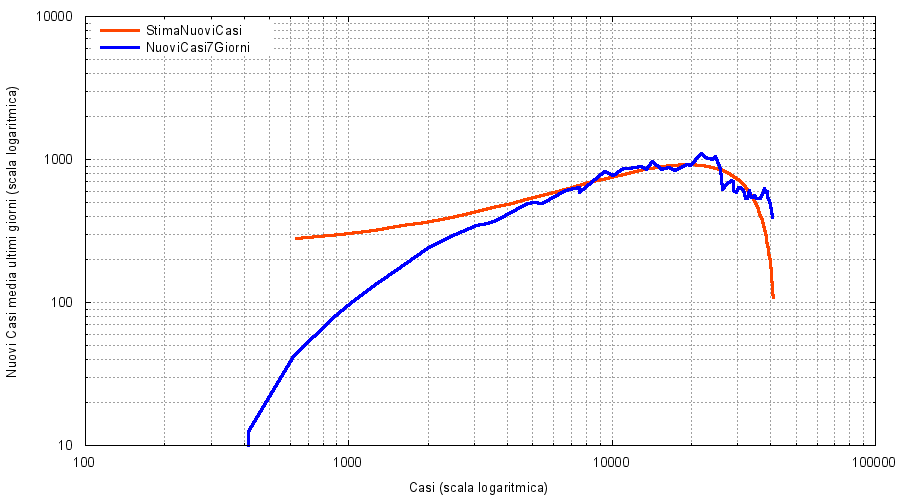 10000
StimaNuoviCasi
NuoviCasi7Giorni
1000
Nuovi Casi media ultimi giorni (scala logaritmica)
100
10
100
1000
10000
100000
Casi (scala logaritmica)